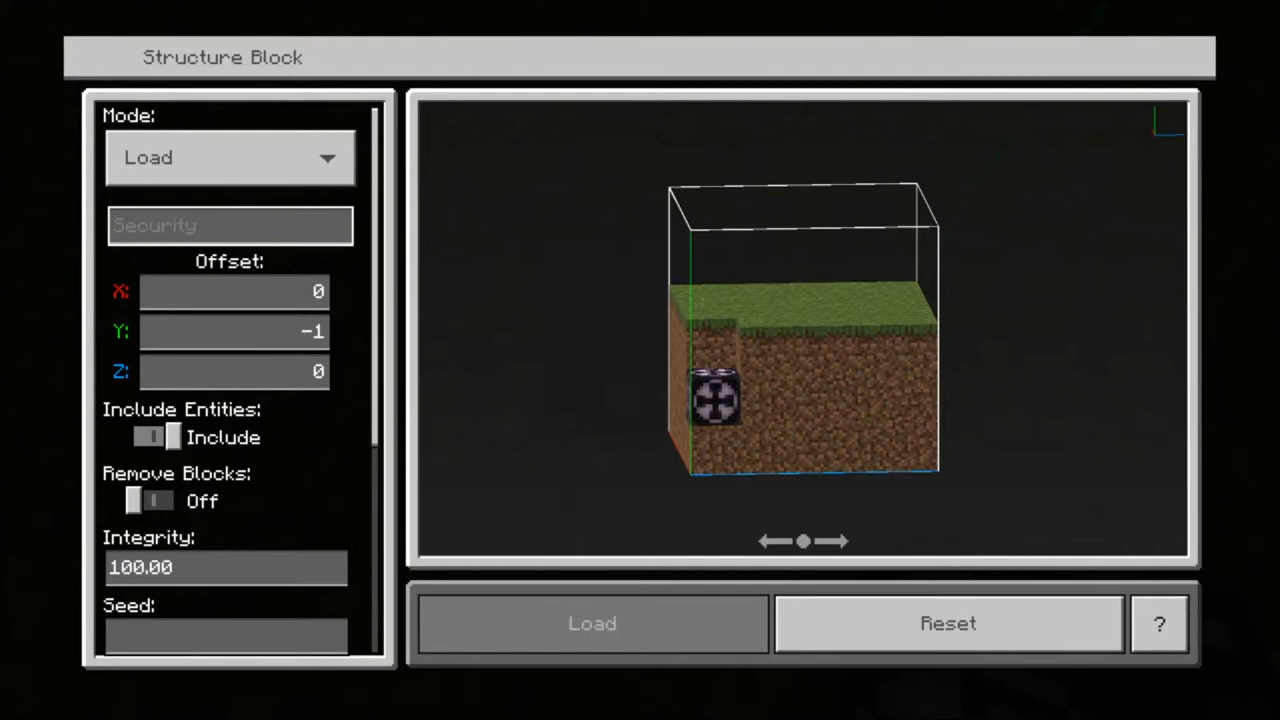 Structure Block
Mode:
Load
Security
Offset:
X: 0
Y: -1
Z: 0
Include Entities:
Include
Remove Blocks:
Off
Integrity:
100.00
Seed:
Load
Reset
?